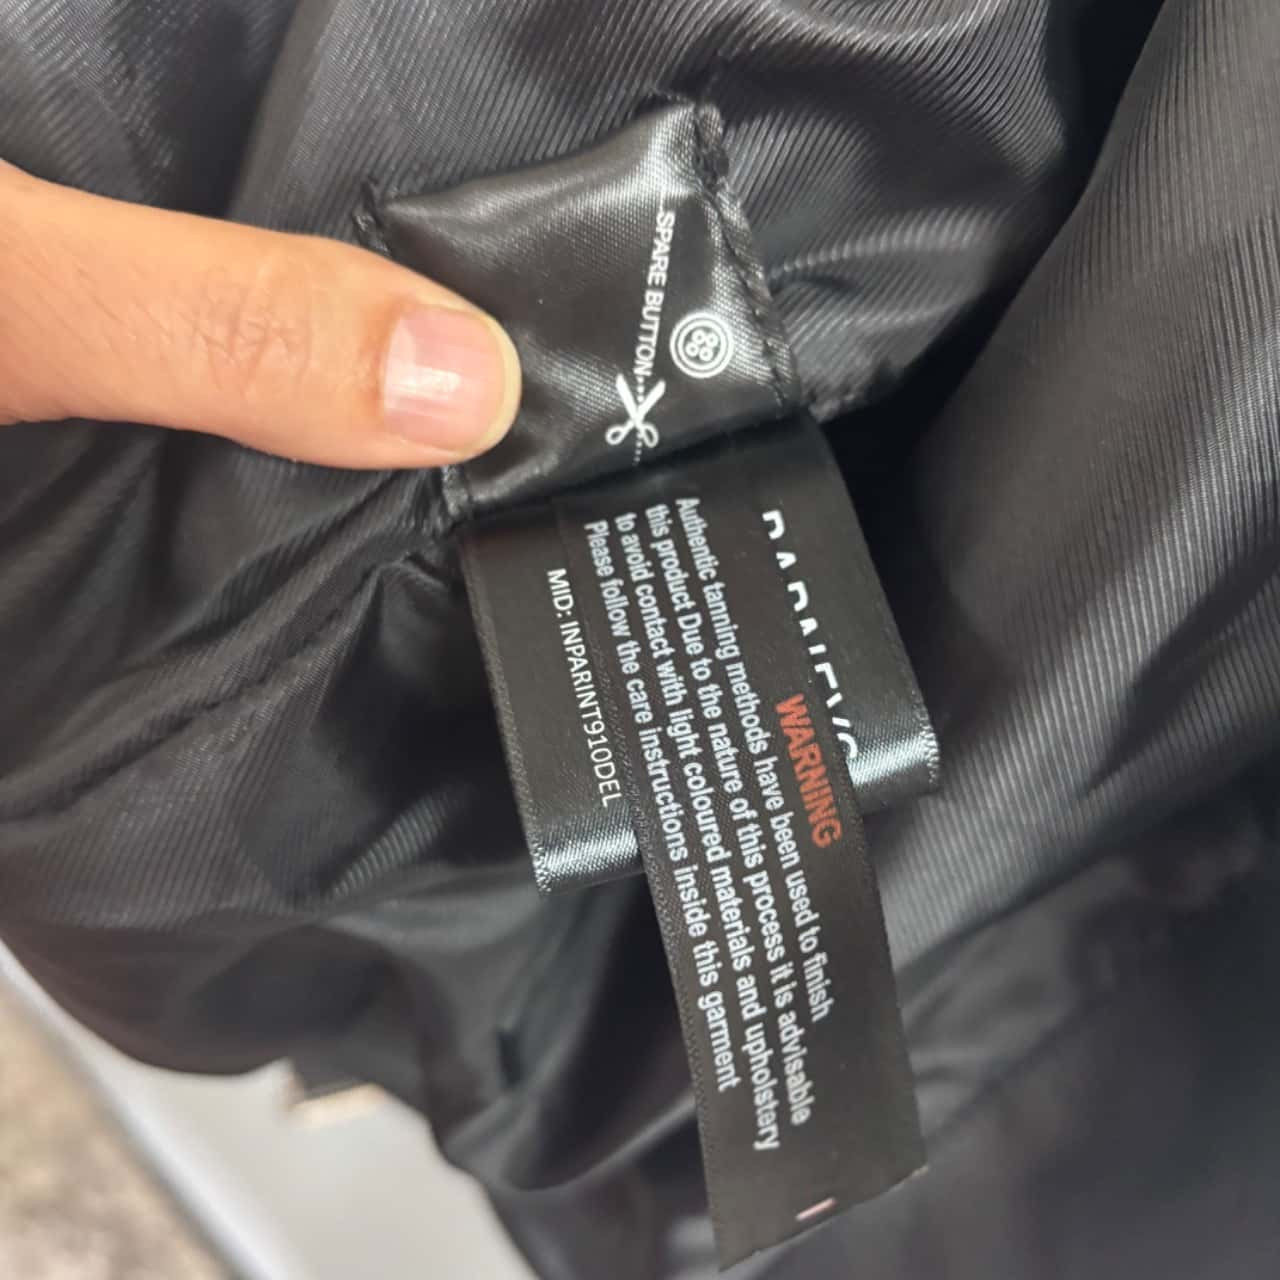 SPARE BUTTON
BARNEYS
WARNING
Authentic tanning methods have been used to finish
this product Due to the nature of this process it is advisable
to avoid contact with light coloured materials and upholstery
Please follow the care instructions inside this garment
MID: INPARINT910DEL